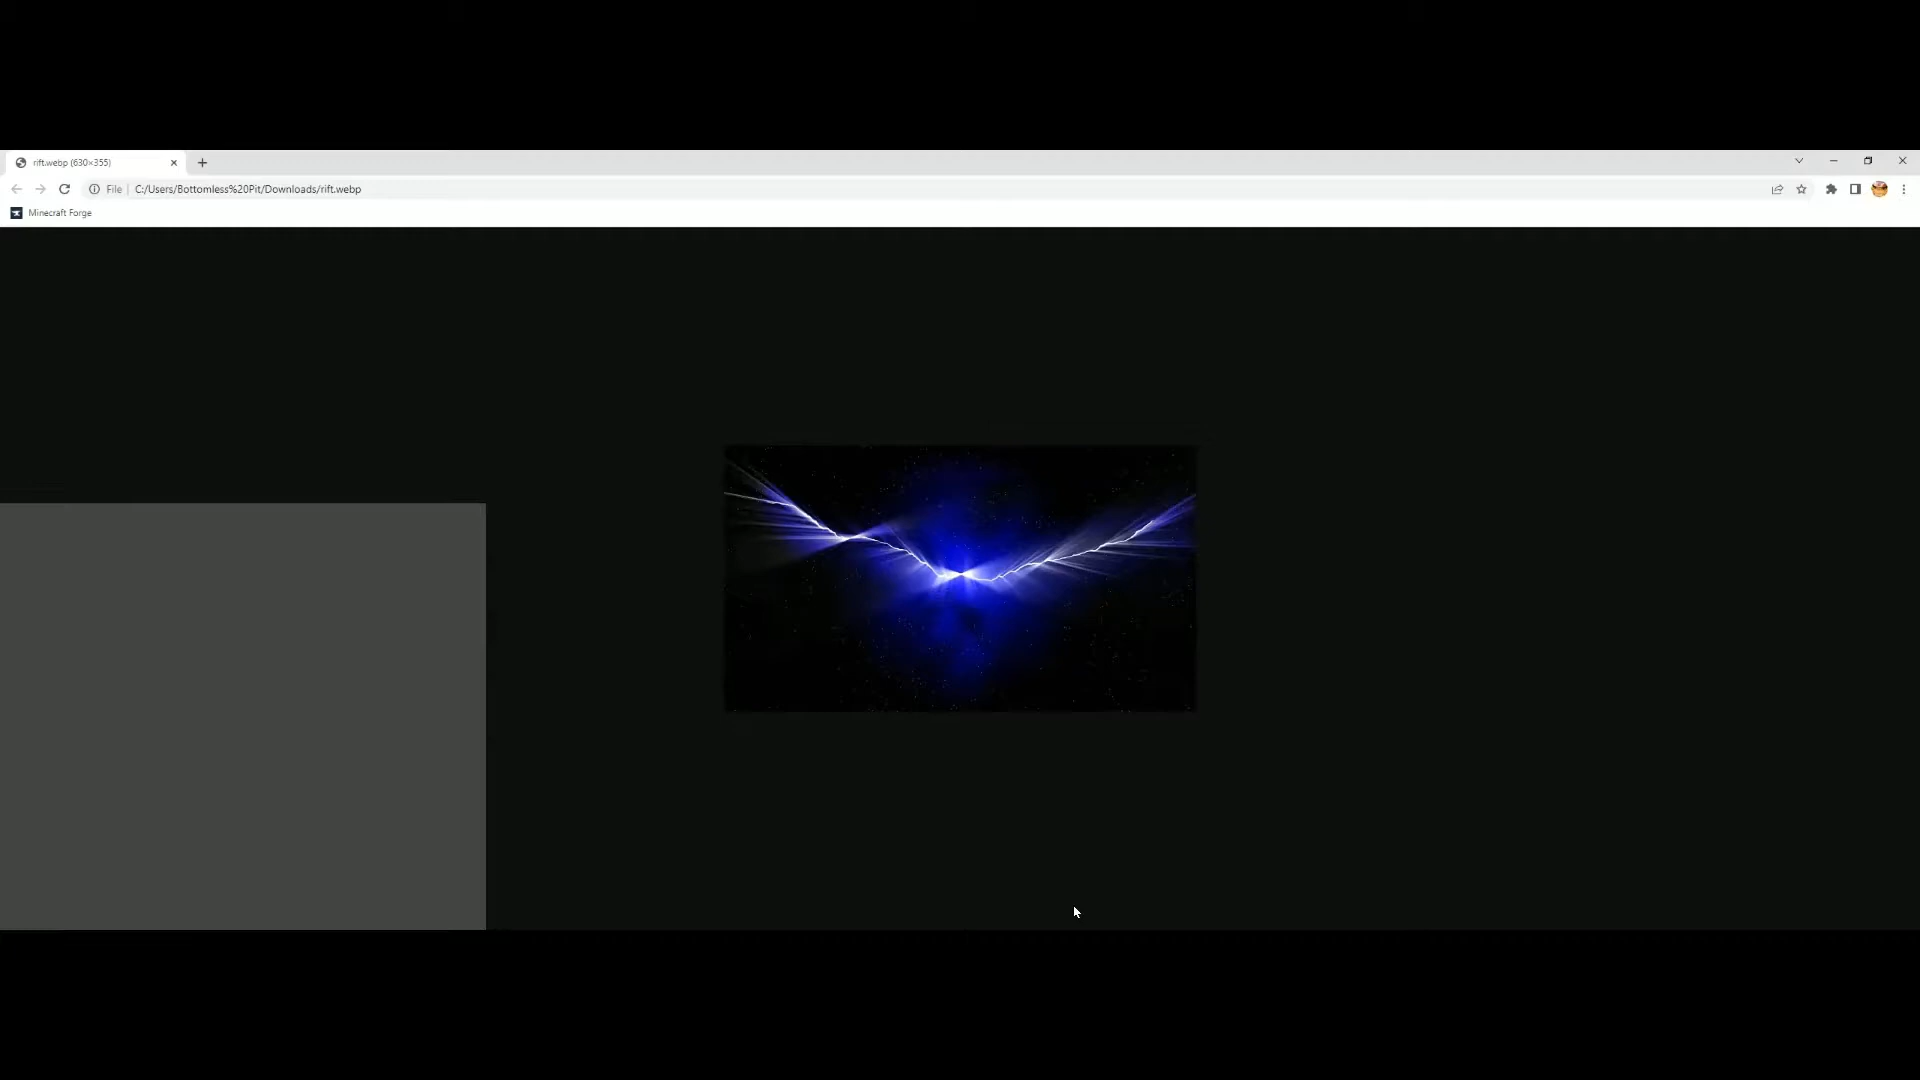 rift.webp (630×355)
File
C:/Users/Bottomless%20Pit/Downloads/rift.webp
Minecraft Forge